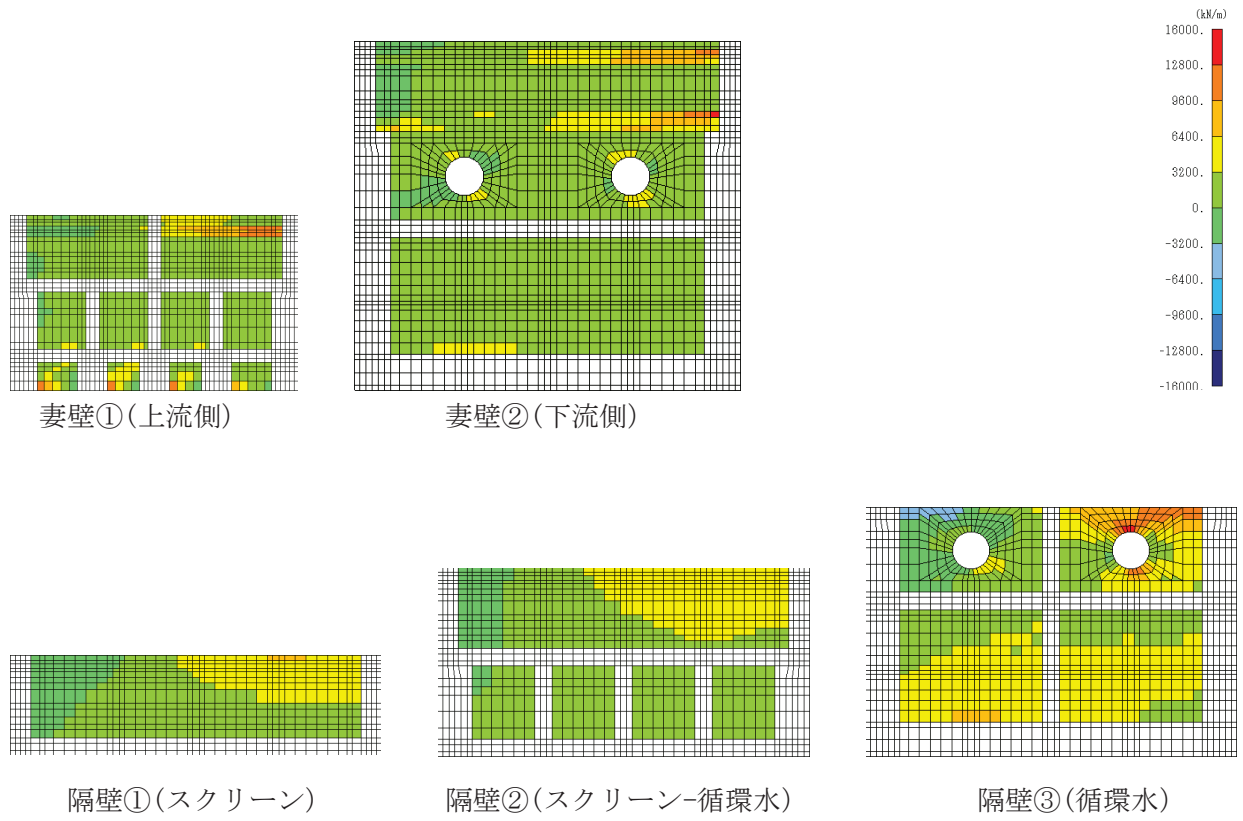 (kN/m)
16000.
12800.
9600.
6400.
3200.
0.
-3200.
-6400.
-9600.
-12800.
-16000.
妻壁①(上流側)
妻壁②(下流側)
隔壁①(スクリーン)
隔壁②(スクリーン-循環水)
隔壁③(循環水)